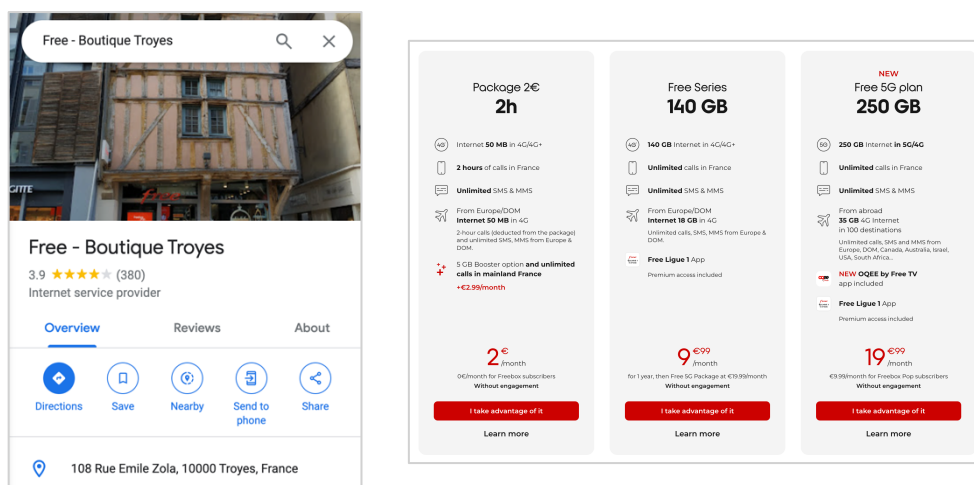 Free - Boutique Troyes
GITTE
free
Free - Boutique Troyes
3.9 (380)
Internet service provider
Overview
Reviews
About
Directions
Save
Nearby
Send to
phone
Share
108 Rue Emile Zola, 10000 Troyes, France
Package 2€
2h
4G Internet 50 MB in 4G/4G+
2 hours of calls in France
Unlimited SMS & MMS
From Europe/DOM
Internet 50 MB in 4G
2-hour calls (deducted from the package)
and unlimited SMS, MMS from Europe &
DOM.
5 GB Booster option and unlimited
calls in mainland France
+€2.99/month
2€/month
0€/month for Freebox subscribers
Without engagement
I take advantage of it
Learn more
Free Series
140 GB
4G 140 GB Internet in 4G/4G+
Unlimited calls in France
Unlimited SMS & MMS
From Europe/DOM
Internet 18 GB in 4G
Unlimited calls, SMS, MMS from Europe &
DOM.
Free Ligue 1 App
Premium access included
9€99/month
for 1 year, then Free 5G Package at €19.99/month
Without engagement
I take advantage of it
Learn more
NEW
Free 5G plan
250 GB
5G 250 GB Internet in 5G/4G
Unlimited calls in France
Unlimited SMS & MMS
From abroad
35 GB 4G Internet
in 100 destinations
Unlimited calls, SMS and MMS from
Europe, DOM, Canada, Australia, Israel,
USA, South Africa...
NEW OQEE by Free TV
app included
Free Ligue 1 App
Premium access included
19€99/month
€9.99/month for Freebox Pop subscribers
Without engagement
I take advantage of it
Learn more